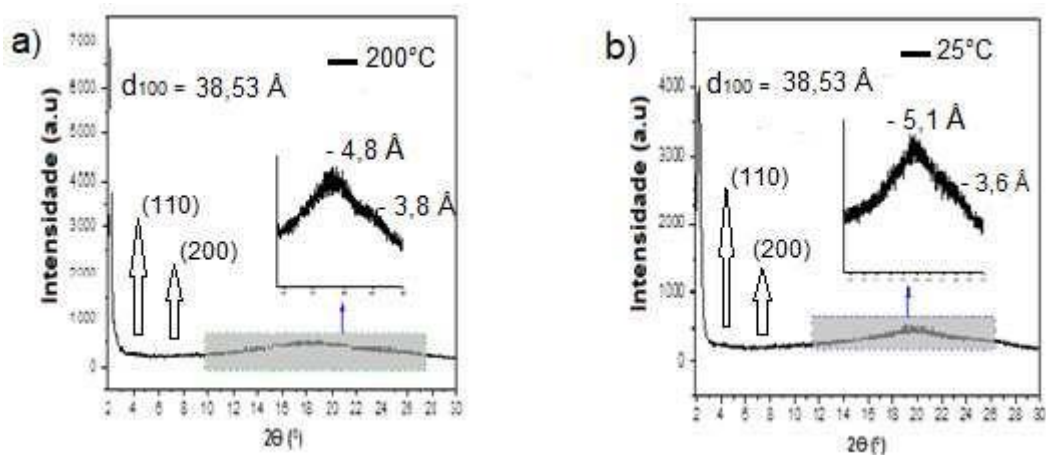 a)
200°C
d100 = 38,53 Å
- 4,8 Å
- 3,8 Å
(110)
(200)
Intensidade (a.u)
7000
6000
5000
4000
3000
2000
1000
0
2 4 6 8 10 12 14 16 18 20 22 24 26 28 30
2θ (°)
b)
25°C
d100 = 38,53 Å
- 5,1 Å
- 3,6 Å
(110)
(200)
Intensidade (a.u)
4000
3000
2000
1000
0
2 4 6 8 10 12 14 16 18 20 22 24 26 28 30
2θ (°)